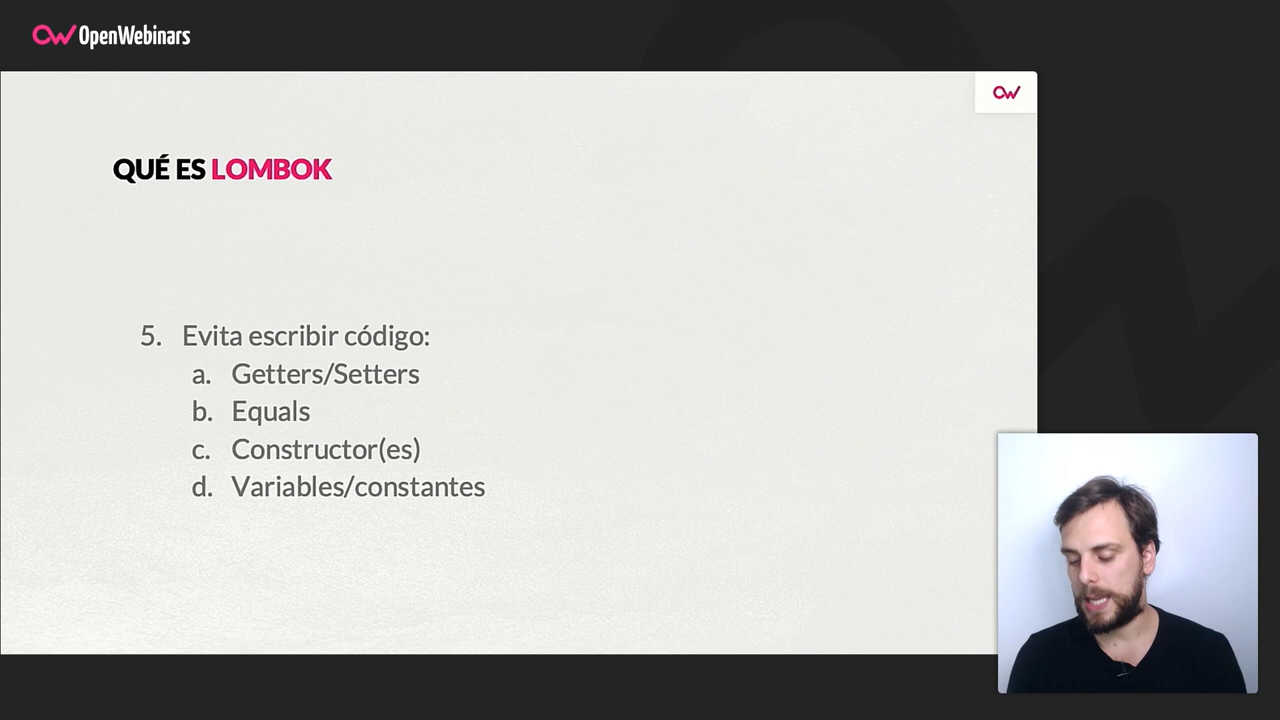 OpenWebinars
QUÉ ES LOMBOK
5. Evita escribir código:
a. Getters/Setters
b. Equals
c. Constructor(es)
d. Variables/constantes